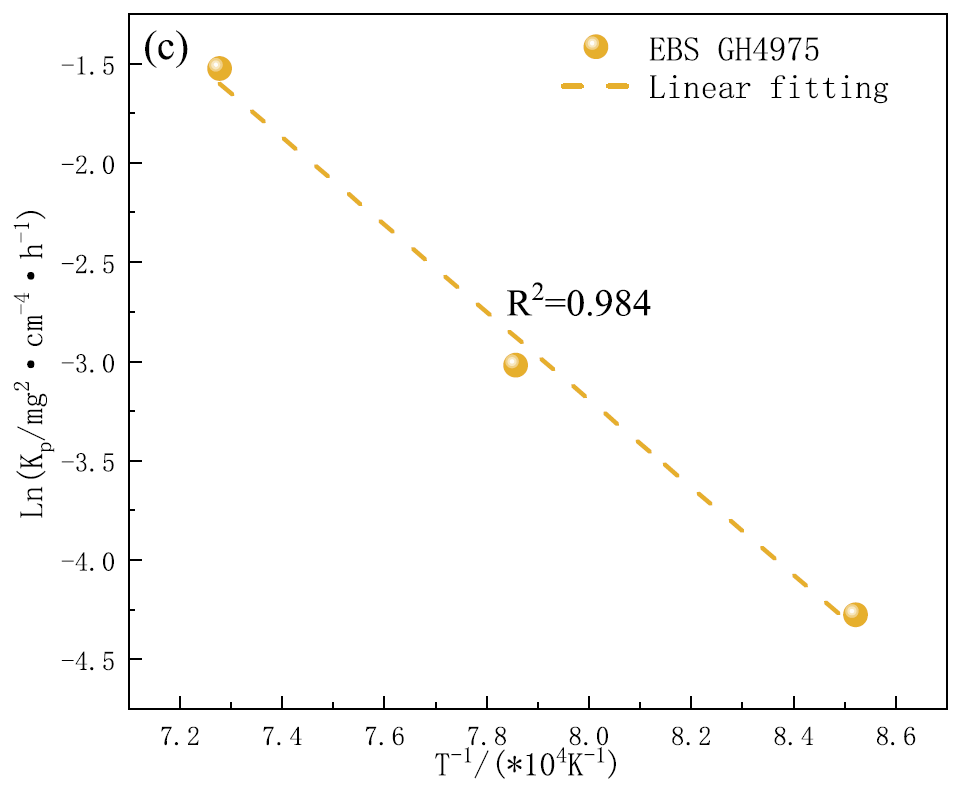 (c)
EBS GH4975
Linear fitting
-1.5
-2.0
-2.5
-3.0
-3.5
-4.0
-4.5
Ln(Kₚ/mg²•cm⁻⁴•h⁻¹)
R²=0.984
7.2 7.4 7.6 7.8 8.0 8.2 8.4 8.6
T⁻¹/(*10⁴K⁻¹)